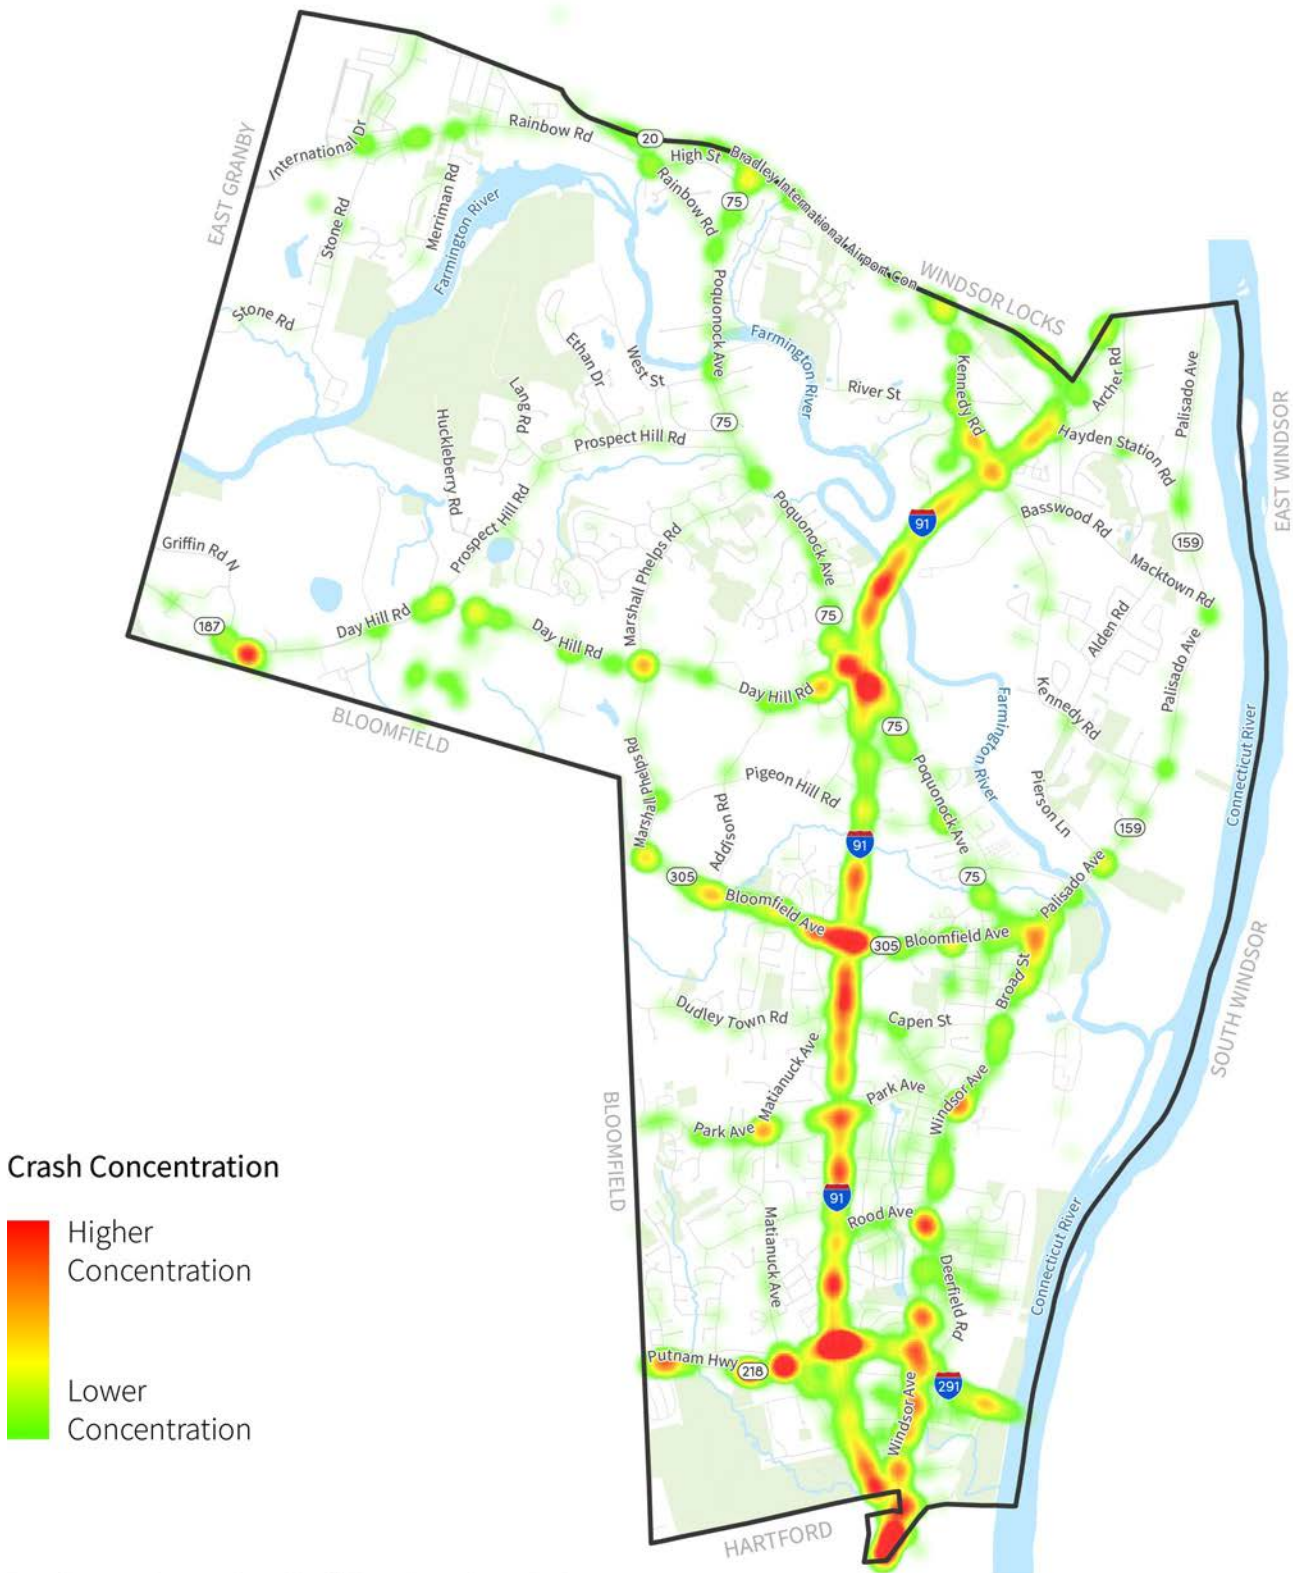 EAST GRANBY
International Dr
Rainbow Rd
20
High St
Bradley International Airport Con
Rainbow Rd
75
Merriman Rd
Stone Rd
Farmington River
Stone Rd
WINDSOR LOCKS
Poquonock Ave
Ethan Dr
West St
Farmington River
River St
Kennedy Rd
Archer Rd
Palisado Ave
EAST WINDSOR
Lang Rd
Huckleberry Rd
75
Prospect Hill Rd
Hayden Station Rd
Prospect Hill Rd
Poquonock Ave
91
Basswood Rd
159
Griffin Rd N
Marshall Phelps Rd
Macktown Rd
187
Day Hill Rd
Day Hill Rd
75
Alden Rd
Palisado Ave
Day Hill Rd
Kennedy Rd
BLOOMFIELD
75
Farmington River
Connecticut River
Marshall Phelps Rd
Addison Rd
Pigeon Hill Rd
Poquonock Ave
Pierson Ln
159
91
305
75
Palisado Ave
Bloomfield Ave
305
Bloomfield Ave
Broad St
SOUTH WINDSOR
Dudley Town Rd
Capen St
Matianuck Ave
Park Ave
Windsor Ave
BLOOMFIELD
Park Ave
91
Rood Ave
Matianuck Ave
Deerfield Rd
Connecticut River
Putnam Hwy
218
291
Windsor Ave
HARTFORD
Crash Concentration
Higher
Concentration
Lower
Concentration